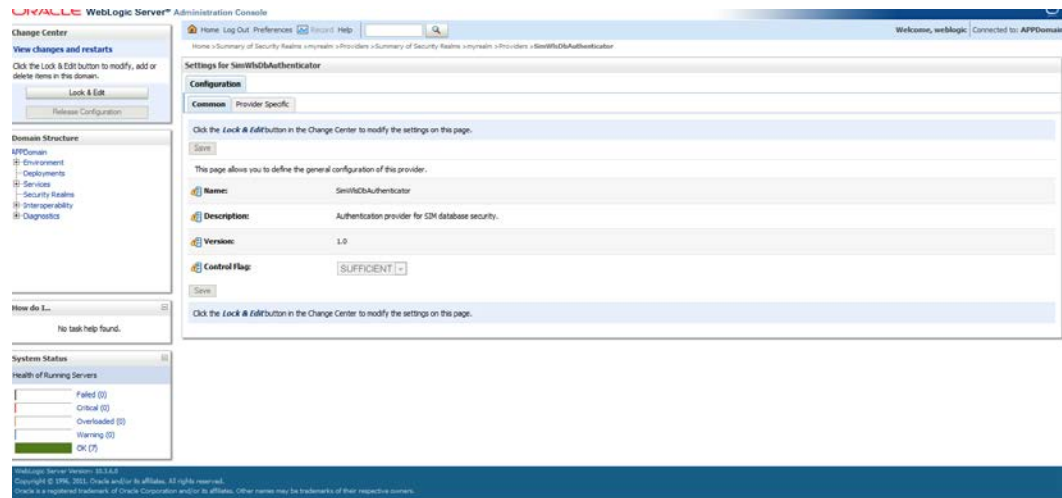 ORACLE WebLogic Server® Administration Console
Change Center
View changes and restarts
Click the Lock & Edit button to modify, add or
delete items in this domain.
Lock & Edit
Release Configuration
Domain Structure
APPDomain
Environment
Deployments
Services
Security Realms
Interoperability
Diagnostics
How do I...
No task help found.
System Status
Health of Running Servers
Failed (0)
Critical (0)
Overloaded (0)
Warning (0)
OK (7)
Home Log Out Preferences Record Help
Welcome, weblogic Connected to: APPDomain
Home >Summary of Security Realms >myrealm >Providers >Summary of Security Realms >myrealm >Providers >SimWlsDbAuthenticator
Settings for SimWlsDbAuthenticator
Configuration
Common Provider Specific
Click the Lock & Edit button in the Change Center to modify the settings on this page.
Save
This page allows you to define the general configuration of this provider.
Name: SimWlsDbAuthenticator
Description: Authentication provider for SIM database security.
Version: 1.0
Control Flag: SUFFICIENT
Save
Click the Lock & Edit button in the Change Center to modify the settings on this page.
WebLogic Server Version: 10.3.6.0
Copyright © 1996, 2011, Oracle and/or its affiliates. All rights reserved.
Oracle is a registered trademark of Oracle Corporation and/or its affiliates. Other names may be trademarks of their respective owners.